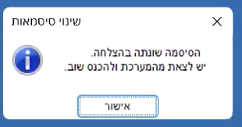 שינוי סיסמאות
הסיסמה שונתה בהצלחה.
יש לצאת מהמערכת ולהכנס שוב.
אישור